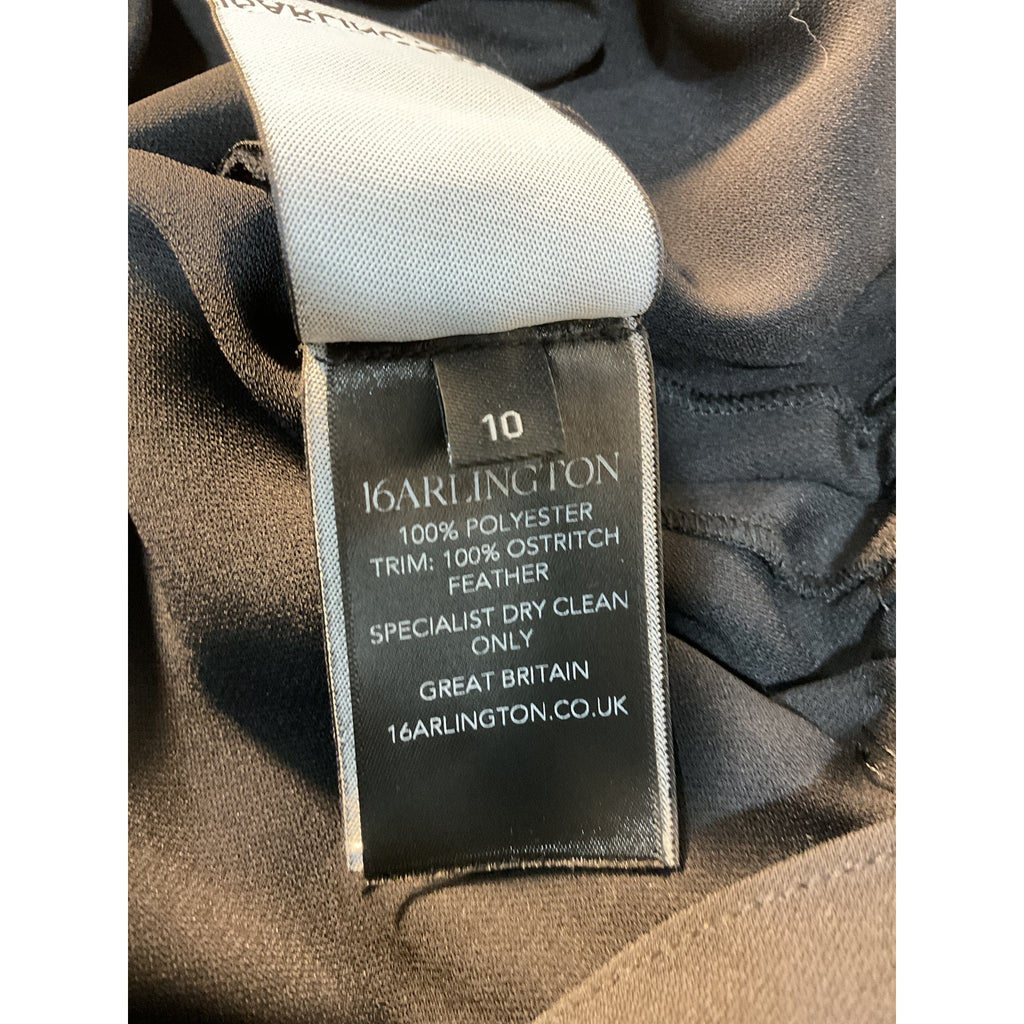 10
16ARLINGTON
100% POLYESTER
TRIM: 100% OSTRITCH
FEATHER
SPECIALIST DRY CLEAN
ONLY
GREAT BRITAIN
16ARLINGTON.CO.UK